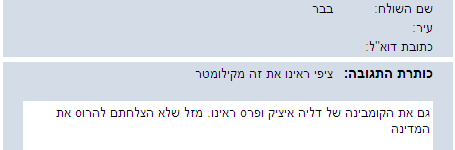 שם השולח: בבר
עיר:
כתובת דוא"ל:
כותרת התגובה: ציפי ראינו את זה מקילומטר
גם את הקומבינה של דליה איציק ופרס ראינו. מזל שלא הצלחתם להרוס את
המדינה